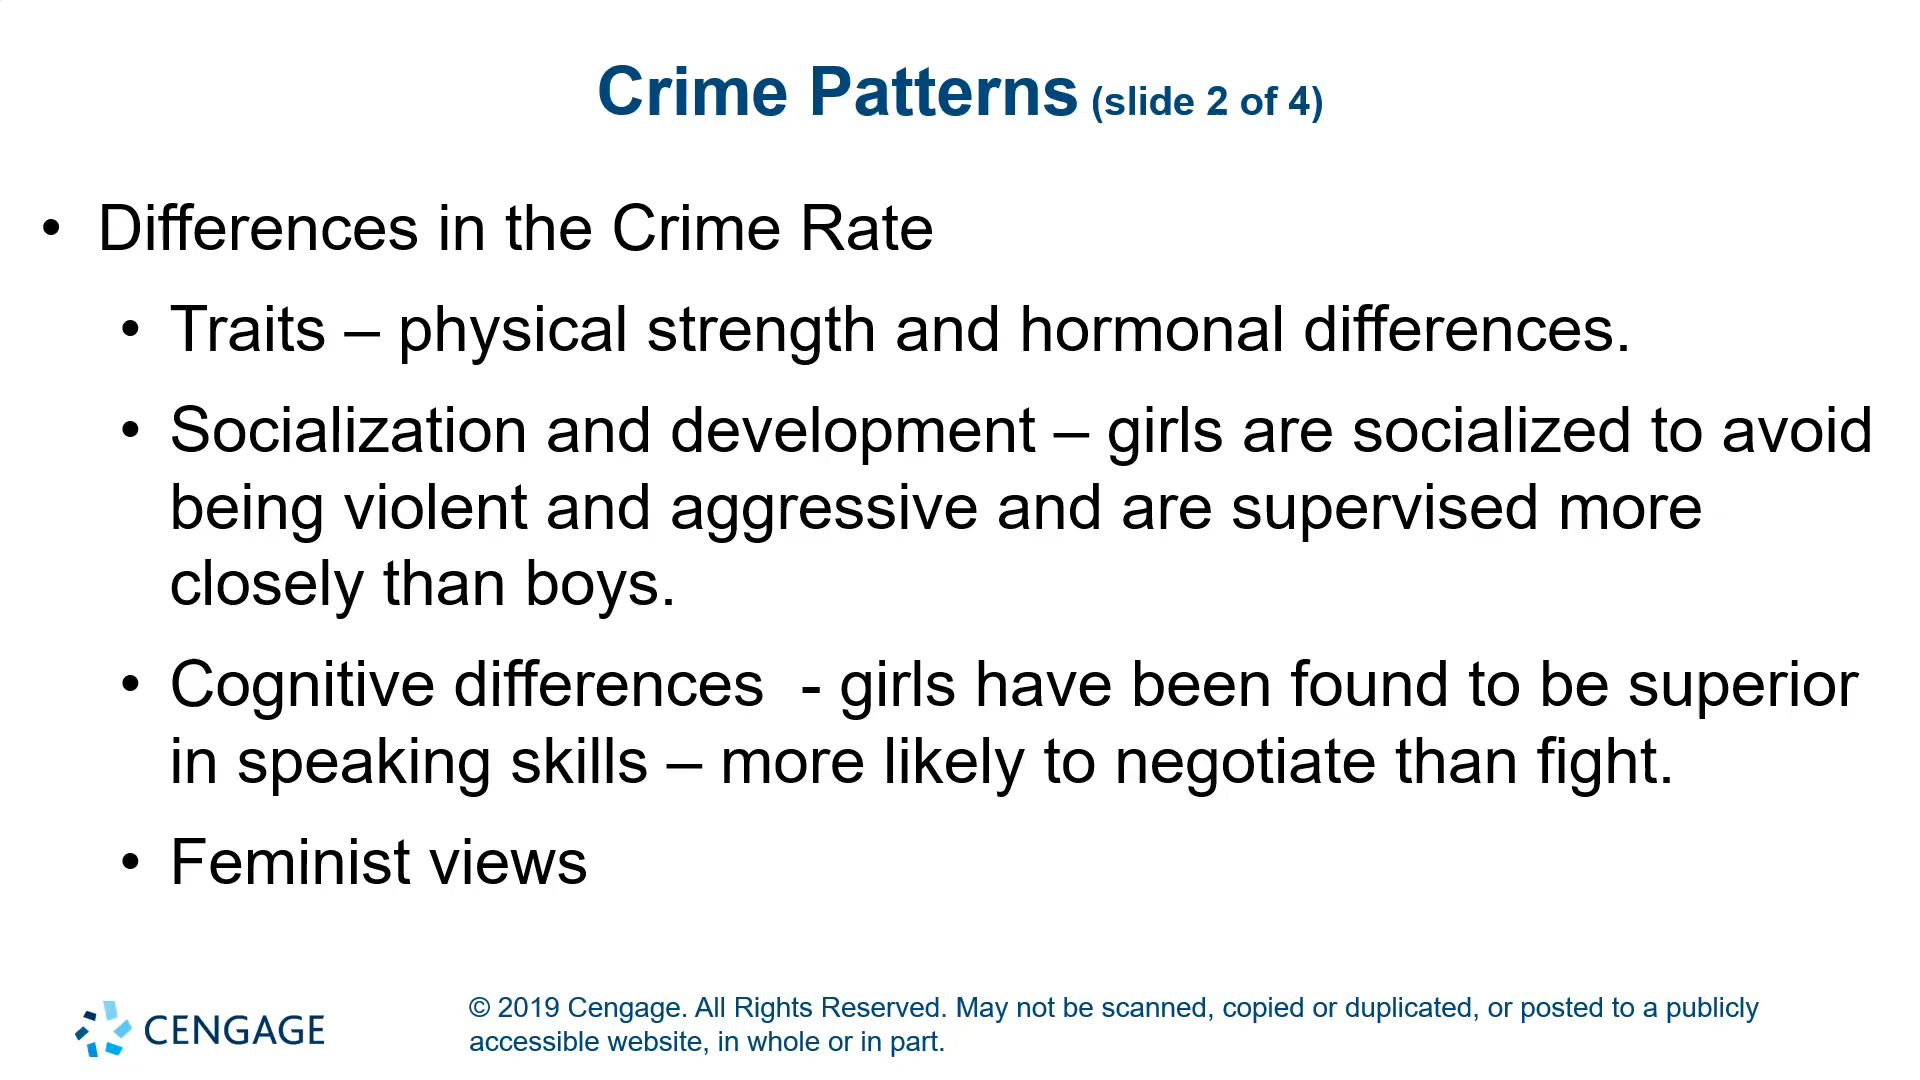 Crime Patterns (slide 2 of 4)
• Differences in the Crime Rate
• Traits – physical strength and hormonal differences.
• Socialization and development – girls are socialized to avoid
being violent and aggressive and are supervised more
closely than boys.
• Cognitive differences  - girls have been found to be superior
in speaking skills – more likely to negotiate than fight.
• Feminist views
CENGAGE
© 2019 Cengage. All Rights Reserved. May not be scanned, copied or duplicated, or posted to a publicly
accessible website, in whole or in part.